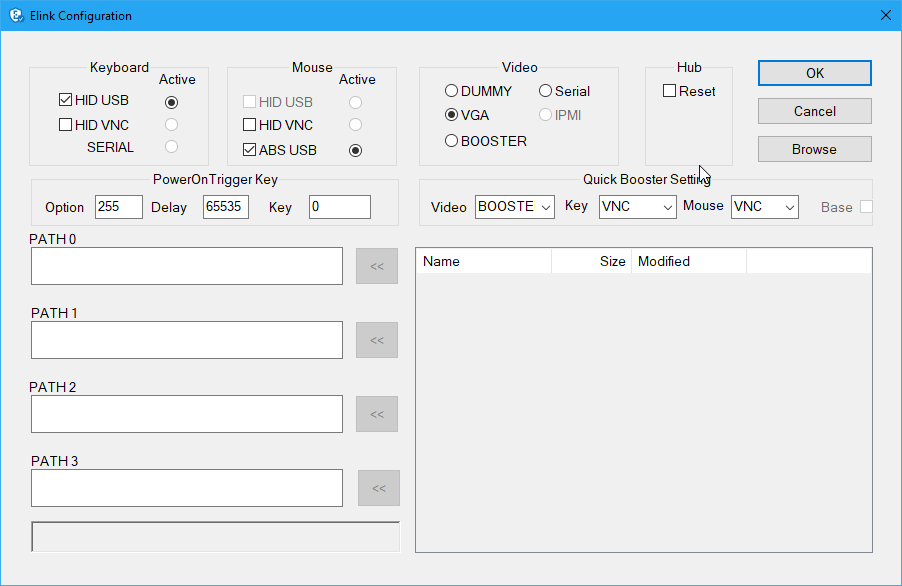 Elink Configuration
Keyboard
Active
HID USB
HID VNC
SERIAL
Mouse
Active
HID USB
HID VNC
ABS USB
Video
DUMMY
Serial
VGA
IPMI
BOOSTER
Hub
Reset
OK
Cancel
Browse
PowerOnTrigger Key
Option 255 Delay 65535 Key 0
Quick Booster Setting
Video BOOSTE Key VNC Mouse VNC Base
PATH 0
<<
PATH 1
<<
PATH 2
<<
PATH 3
<<
Name Size Modified